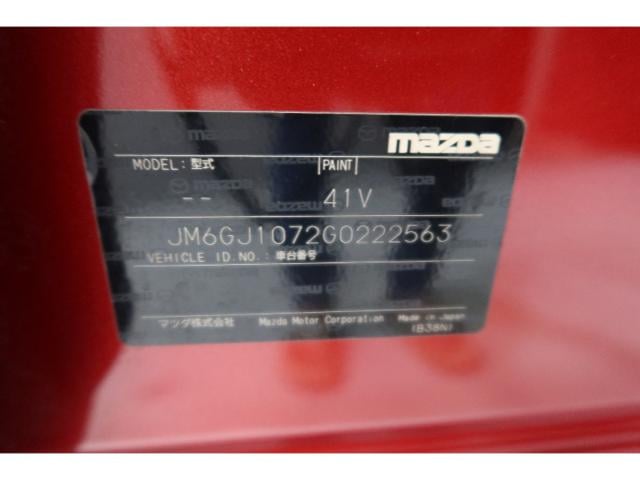 mazda
MODEL: 型式 PAINT
-- 41V
JM6GJ1072G0222563
VEHICLE ID.NO.: 車台番号
マツダ株式会社 Mazda Motor Corporation Made in Japan
(B38N)